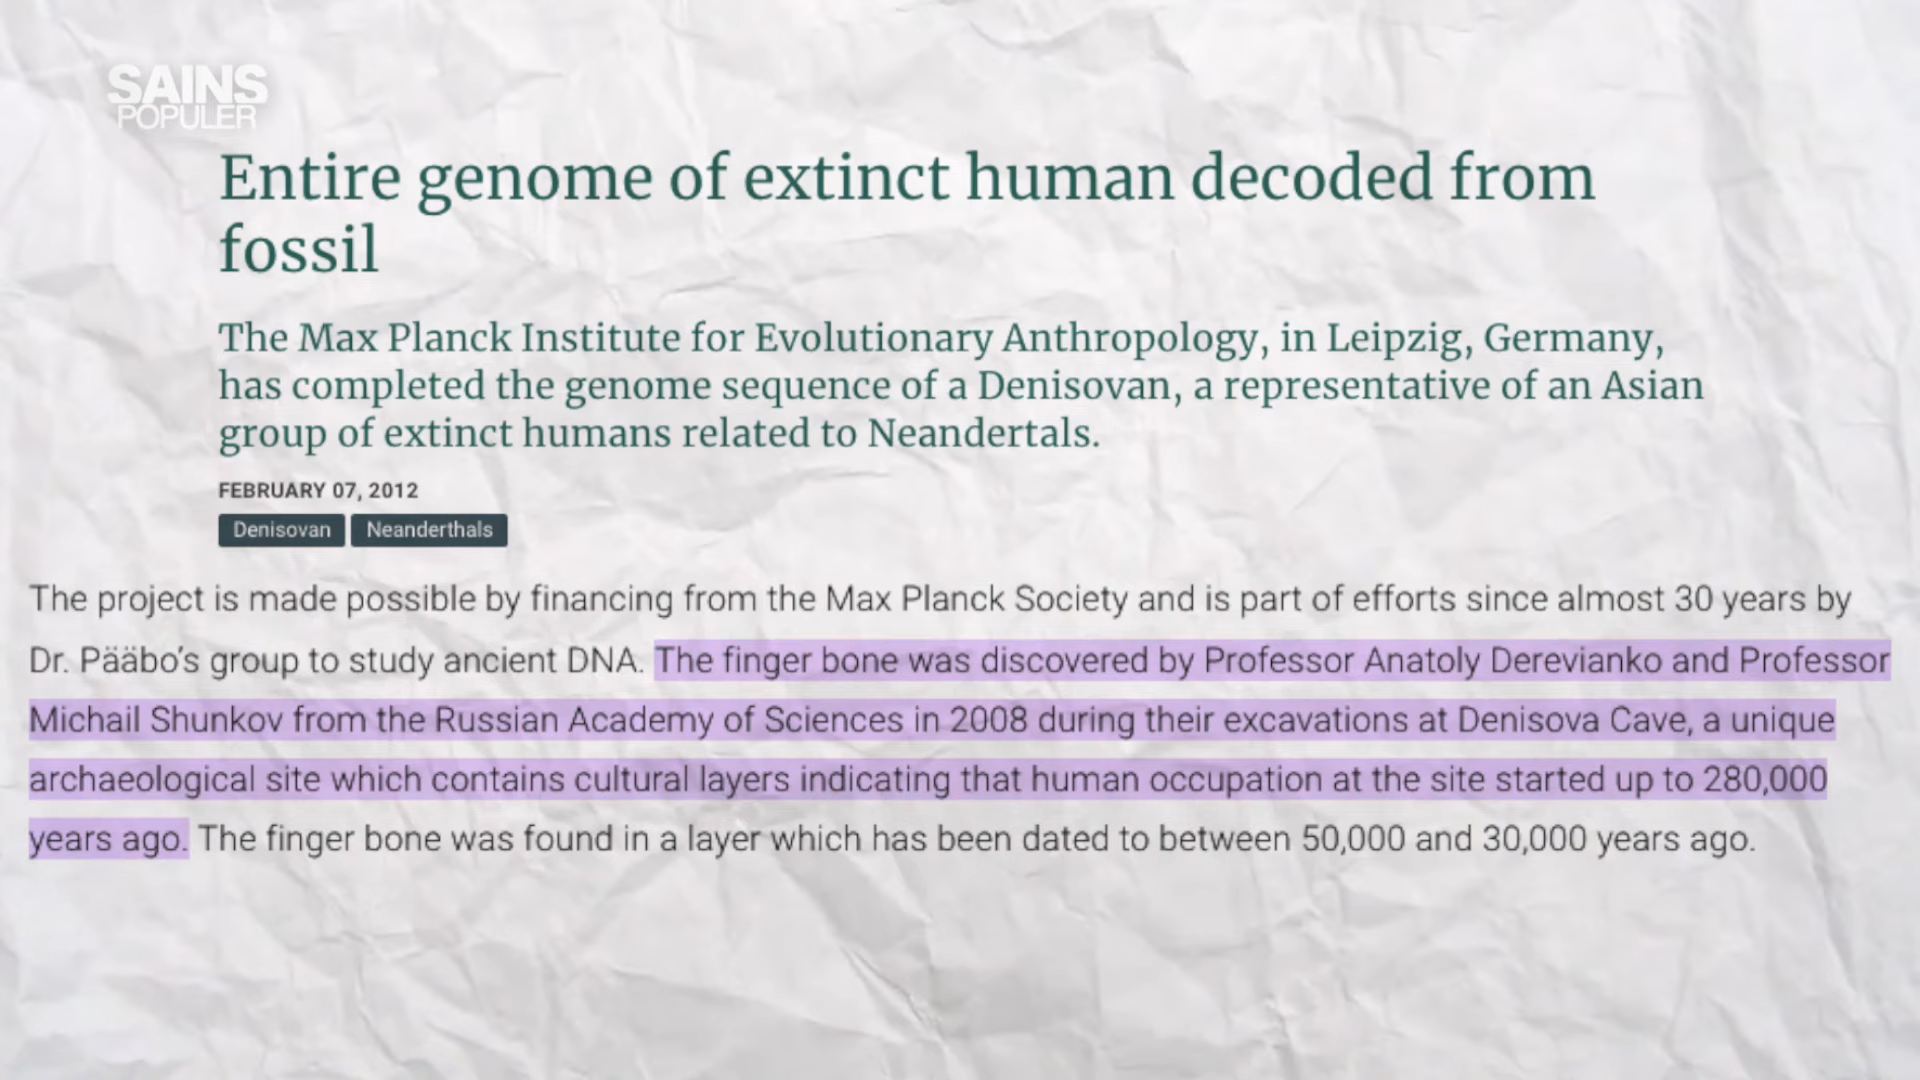 SAINS
POPULER
Entire genome of extinct human decoded from
fossil
The Max Planck Institute for Evolutionary Anthropology, in Leipzig, Germany,
has completed the genome sequence of a Denisovan, a representative of an Asian
group of extinct humans related to Neandertals.
FEBRUARY 07, 2012
Denisovan Neanderthals
The project is made possible by financing from the Max Planck Society and is part of efforts since almost 30 years by
Dr. Pääbo's group to study ancient DNA. The finger bone was discovered by Professor Anatoly Derevianko and Professor
Michail Shunkov from the Russian Academy of Sciences in 2008 during their excavations at Denisova Cave, a unique
archaeological site which contains cultural layers indicating that human occupation at the site started up to 280,000
years ago. The finger bone was found in a layer which has been dated to between 50,000 and 30,000 years ago.